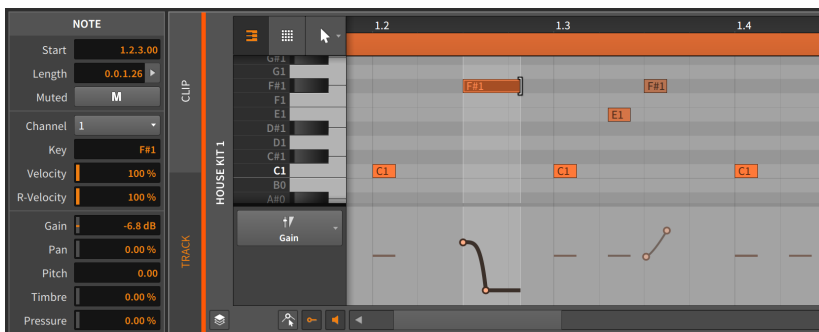 NOTE
Start 1.2.3.00
Length 0.0.1.26
Muted M
Channel 1
Key F#1
Velocity 100 %
R-Velocity 100 %
Gain -6.8 dB
Pan 0.00 %
Pitch 0.00
Timbre 0.00 %
Pressure 0.00 %
CLIP
TRACK
HOUSE KIT 1
1.2 1.3 1.4
G#1
G1
F#1 F#1 F#1
F1
E1 E1
D#1
D1
C#1
C1 C1 C1 C1
B0
A#0
Gain